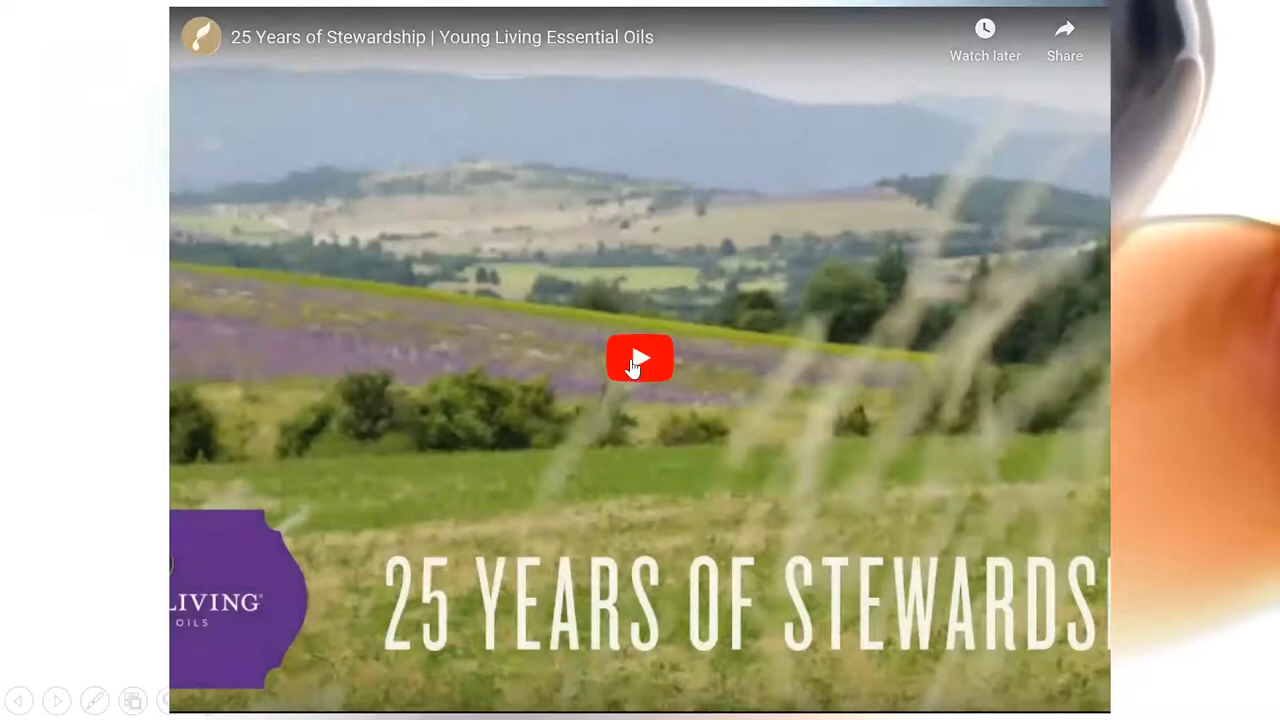 25 Years of Stewardship | Young Living Essential Oils
Watch later
Share
LIVING
OILS
25 YEARS OF STEWARDS